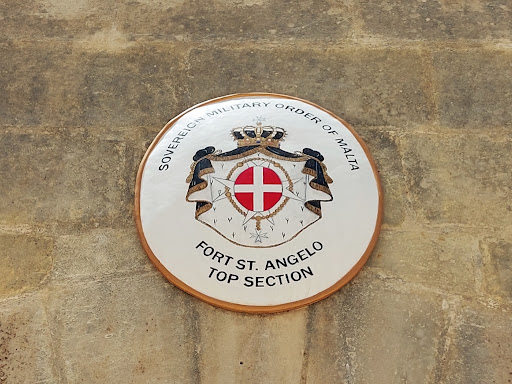 SOVEREIGN MILITARY ORDER OF MALTA
FORT ST. ANGELO
TOP SECTION